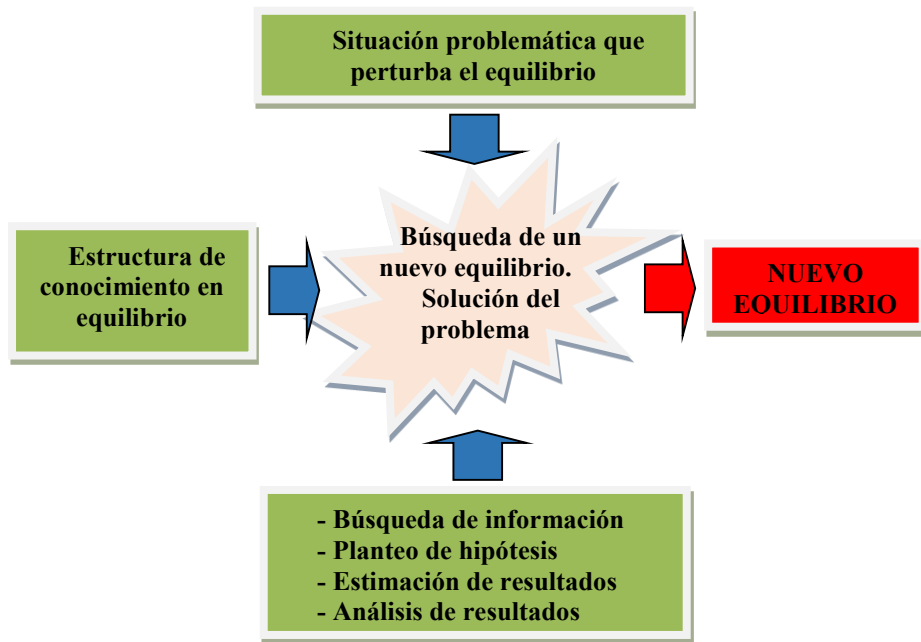 Situación problemática que
perturba el equilibrio
Estructura de
conocimiento en
equilibrio
Búsqueda de un
nuevo equilibrio.
Solución del
problema
NUEVO
EQUILIBRIO
- Búsqueda de información
- Planteo de hipótesis
- Estimación de resultados
- Análisis de resultados